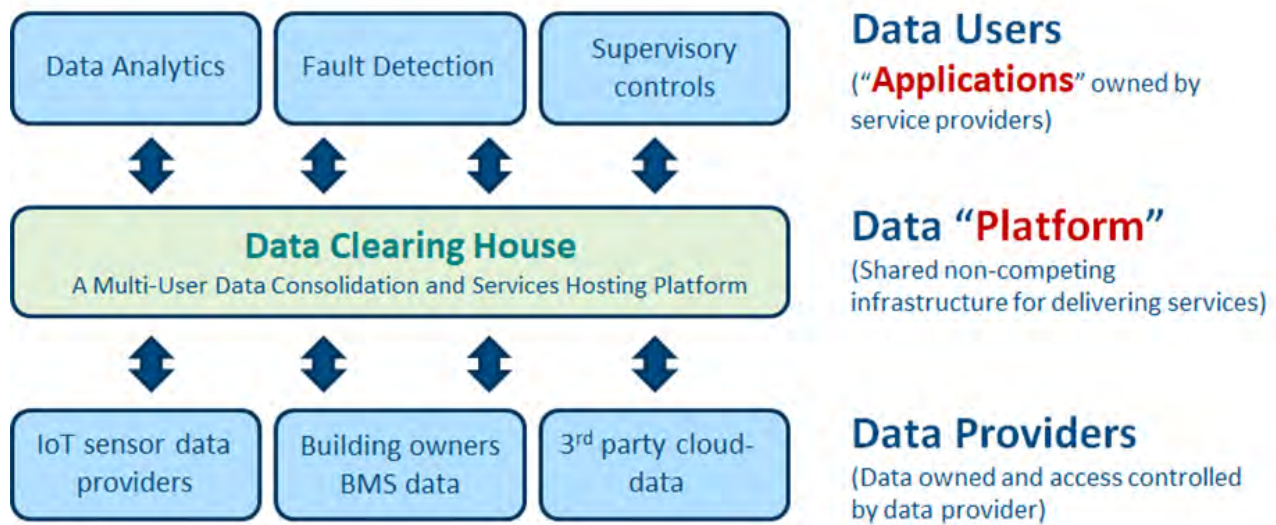 Data Analytics
Fault Detection
Supervisory
controls
Data Users
(“Applications” owned by
service providers)
Data Clearing House
A Multi-User Data Consolidation and Services Hosting Platform
Data “Platform”
(Shared non-competing
infrastructure for delivering services)
IoT sensor data
providers
Building owners
BMS data
3rd party cloud-
data
Data Providers
(Data owned and access controlled
by data provider)